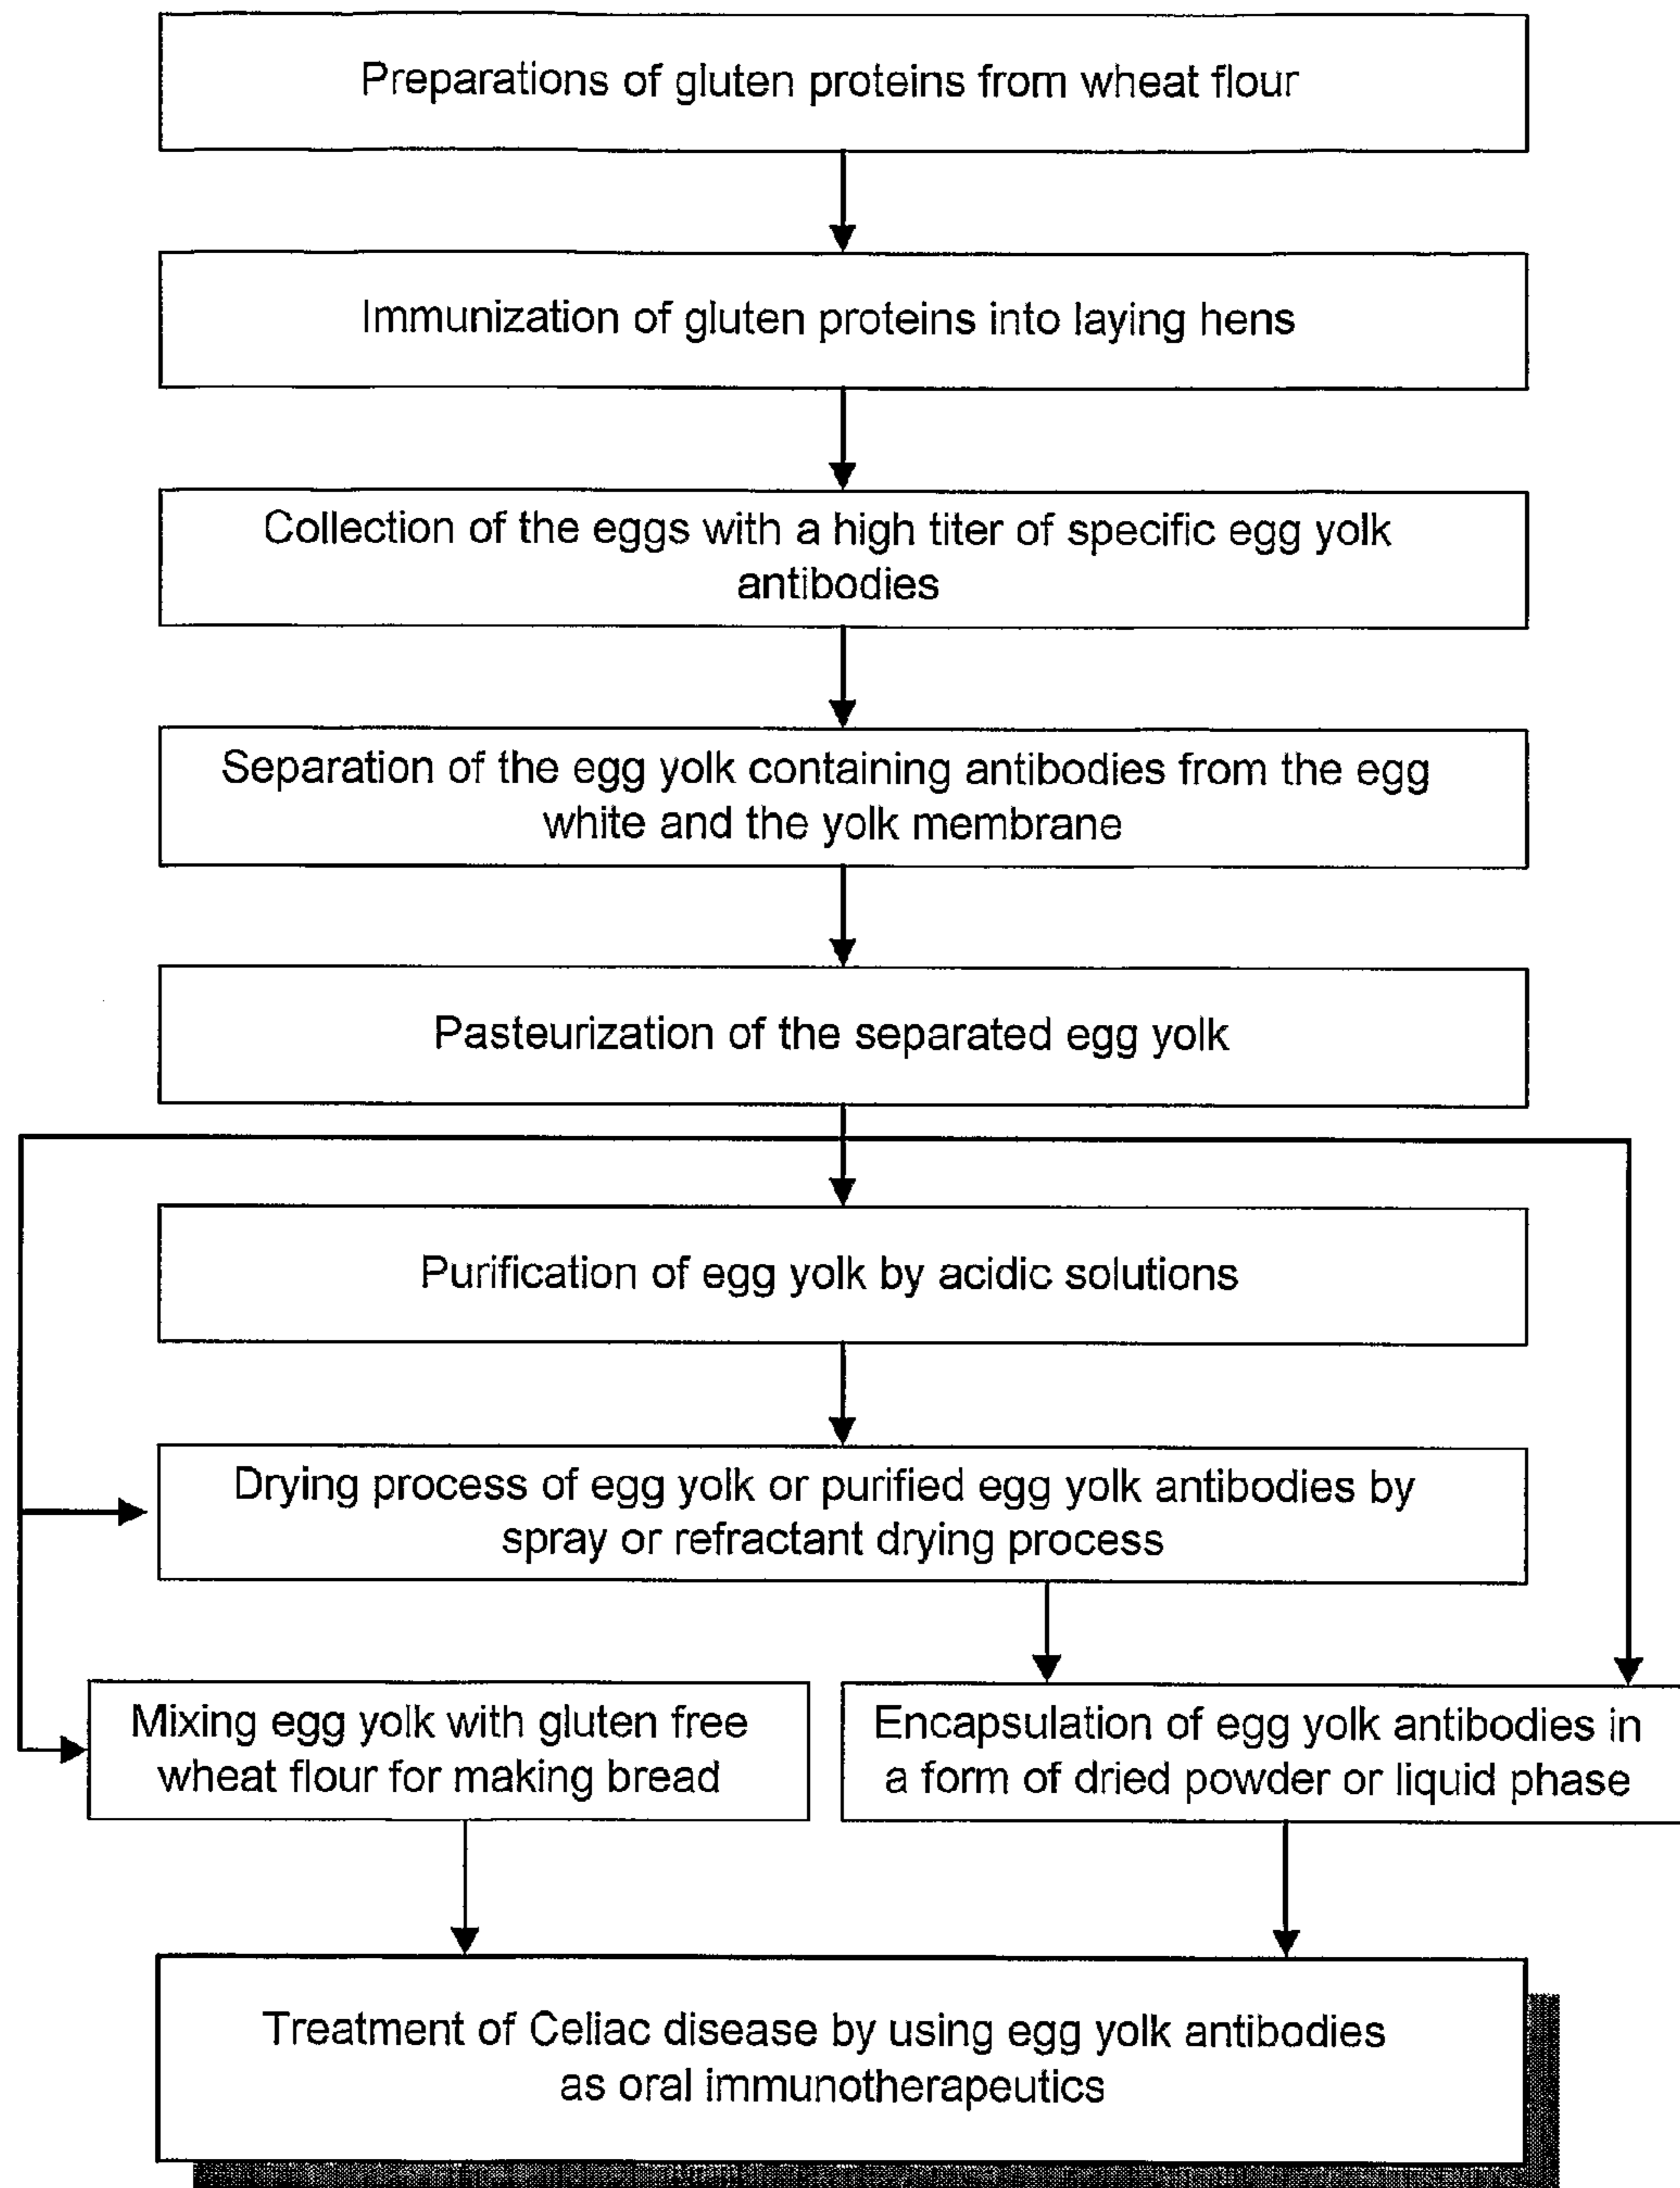 Preparations of gluten proteins from wheat flour
Immunization of gluten proteins into laying hens
Collection of the eggs with a high titer of specific egg yolk
antibodies
Separation of the egg yolk containing antibodies from the egg
white and the yolk membrane
Pasteurization of the separated egg yolk
Purification of egg yolk by acidic solutions
Drying process of egg yolk or purified egg yolk antibodies by
spray or refractant drying process
Mixing egg yolk with gluten free
wheat flour for making bread
Encapsulation of egg yolk antibodies in
a form of dried powder or liquid phase
Treatment of Celiac disease by using egg yolk antibodies
as oral immunotherapeutics